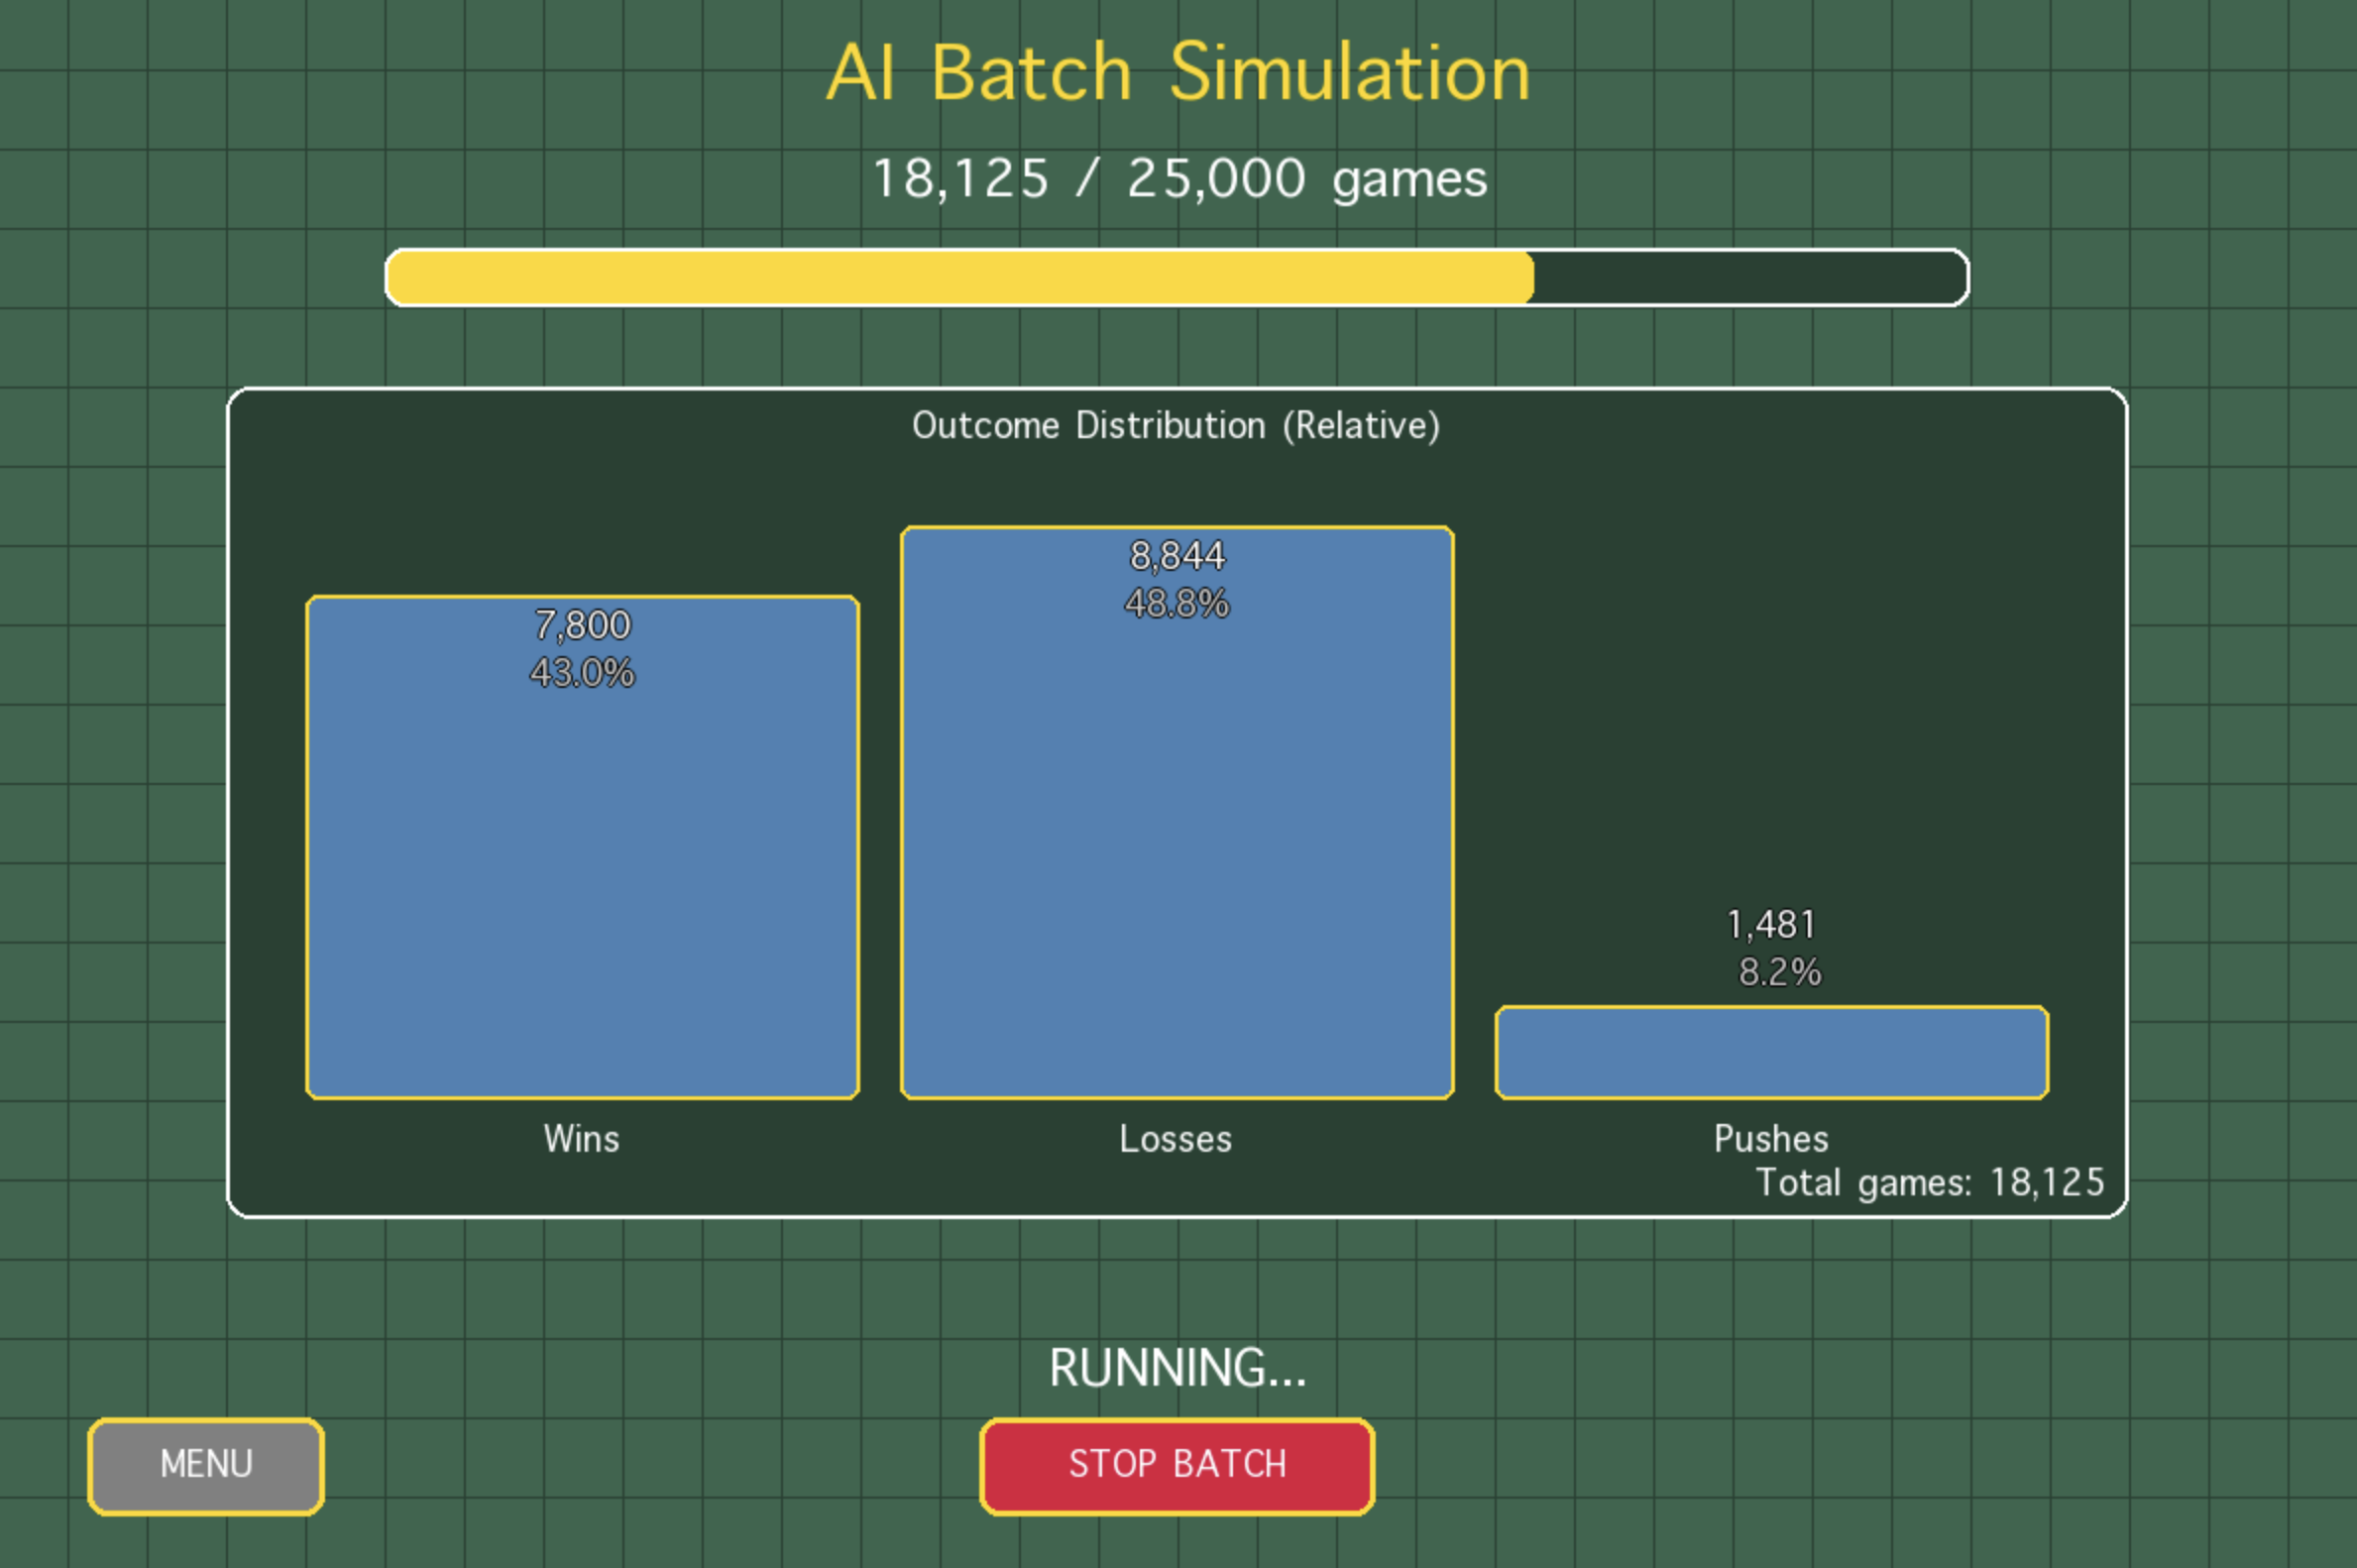 AI Batch Simulation
18,125 / 25,000 games
Outcome Distribution (Relative)
7,800
43.0%
8,844
48.8%
1,481
8.2%
Wins
Losses
Pushes
Total games: 18,125
RUNNING...
MENU
STOP BATCH